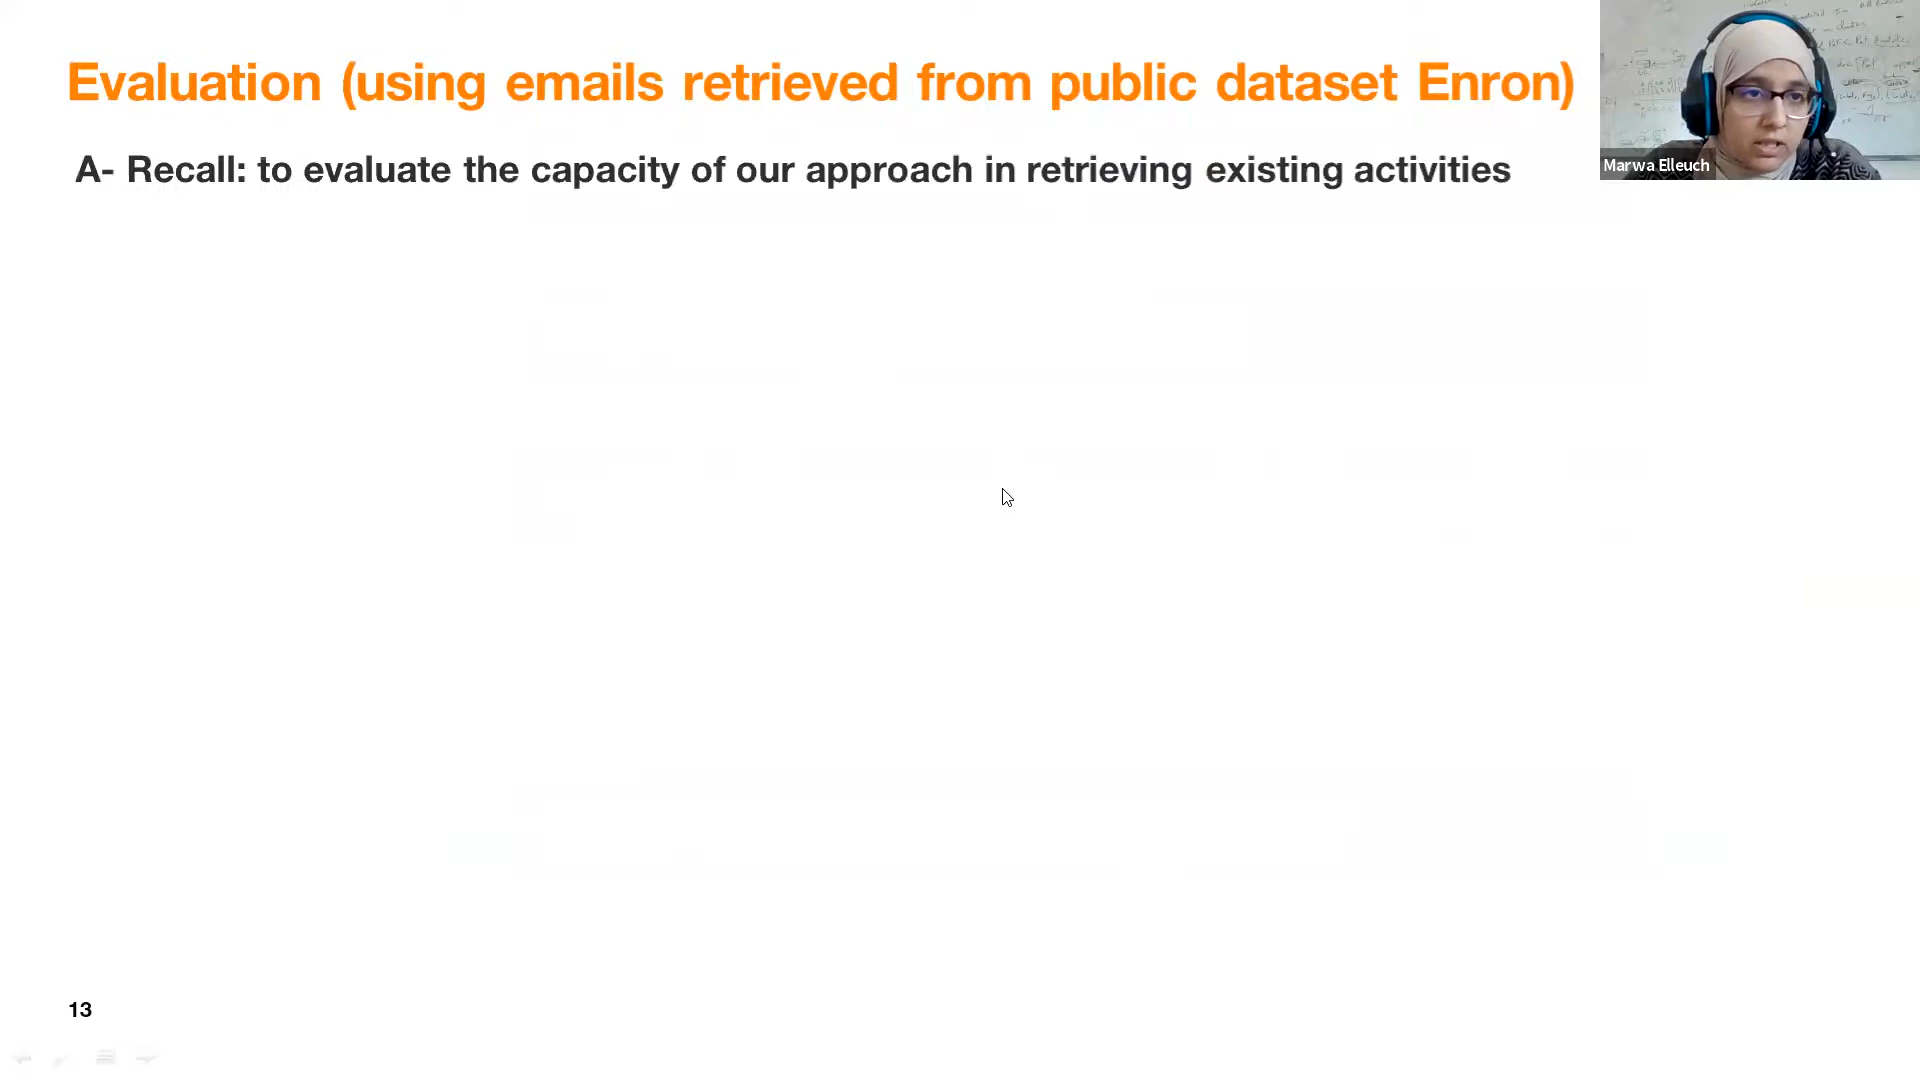 Evaluation (using emails retrieved from public dataset Enron)
A- Recall: to evaluate the capacity of our approach in retrieving existing activities
Marwa Elleuch
13